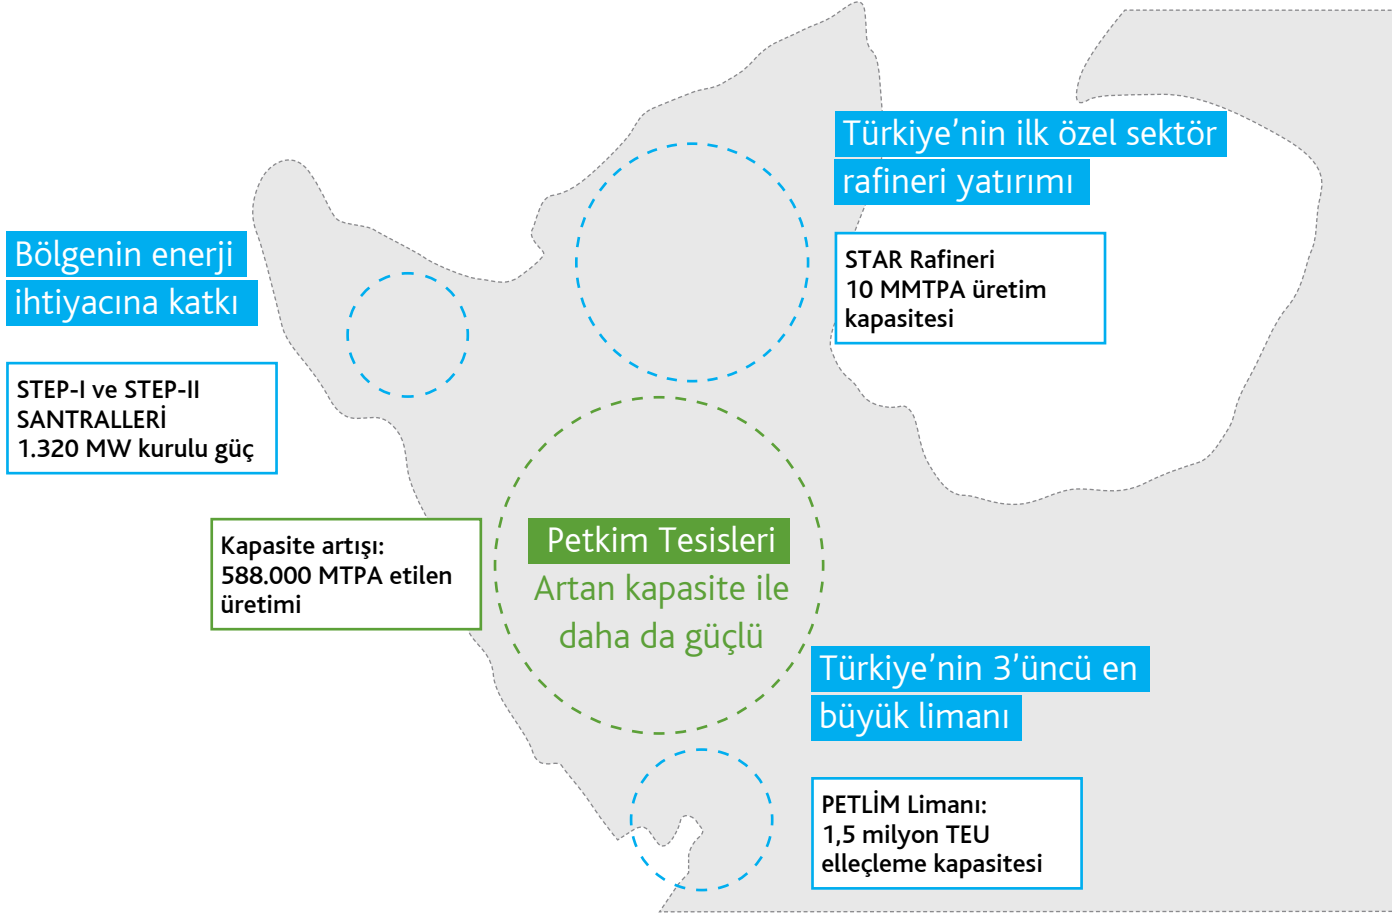 Türkiye’nin ilk özel sektör
rafineri yatırımı
STAR Rafineri
10 MMTPA üretim
kapasitesi
Bölgenin enerji
ihtiyacına katkı
STEP-I ve STEP-II
SANTRALLERİ
1.320 MW kurulu güç
Kapasite artışı:
588.000 MTPA etilen
üretimi
Petkim Tesisleri
Artan kapasite ile
daha da güçlü
Türkiye’nin 3’üncü en
büyük limanı
PETLİM Limanı:
1,5 milyon TEU
elleçleme kapasitesi